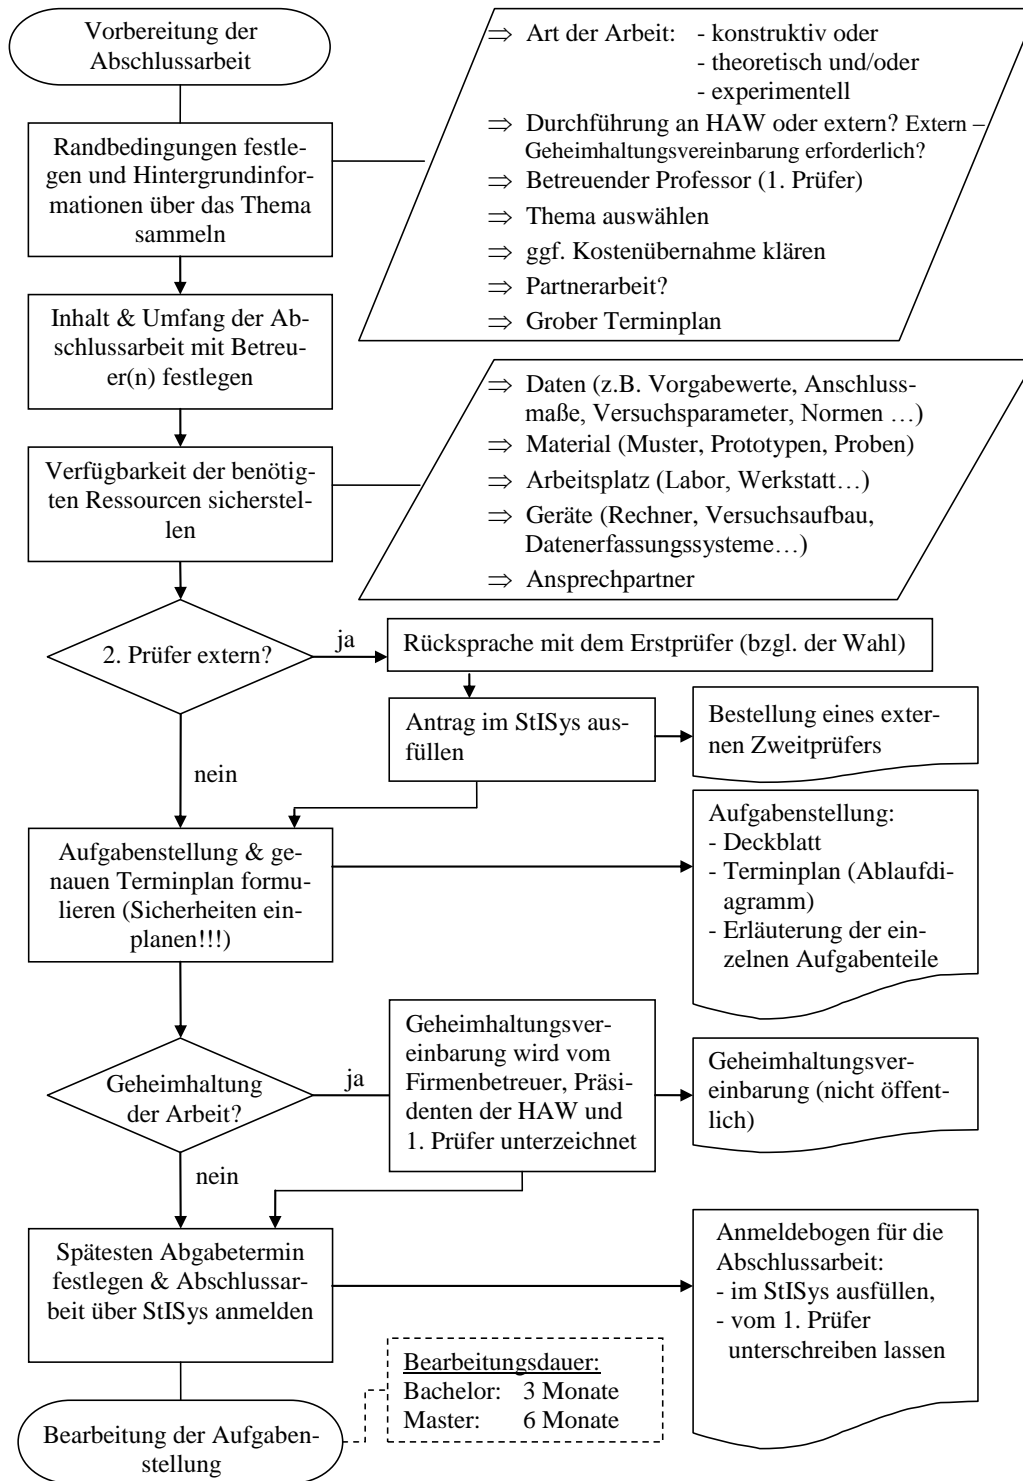 Vorbereitung der
Abschlussarbeit
⇒ Art der Arbeit: - konstruktiv oder
- theoretisch und/oder
- experimentell
⇒ Durchführung an HAW oder extern? Extern –
Geheimhaltungsvereinbarung erforderlich?
⇒ Betreuender Professor (1. Prüfer)
⇒ Thema auswählen
⇒ ggf. Kostenübernahme klären
⇒ Partnerarbeit?
⇒ Grober Terminplan
Randbedingungen festle-
gen und Hintergrundinfor-
mationen über das Thema
sammeln
Inhalt & Umfang der Ab-
schlussarbeit mit Betreu-
er(n) festlegen
⇒ Daten (z.B. Vorgabewerte, Anschluss-
maße, Versuchsparameter, Normen …)
⇒ Material (Muster, Prototypen, Proben)
⇒ Arbeitsplatz (Labor, Werkstatt…)
⇒ Geräte (Rechner, Versuchsaufbau,
Datenerfassungssysteme…)
⇒ Ansprechpartner
Verfügbarkeit der benötig-
ten Ressourcen sicherstel-
len
2. Prüfer extern?
ja
Rücksprache mit dem Erstprüfer (bzgl. der Wahl)
Antrag im StISys aus-
füllen
Bestellung eines exter-
nen Zweitprüfers
nein
Aufgabenstellung & ge-
nauen Terminplan formu-
lieren (Sicherheiten ein-
planen!!!)
Aufgabenstellung:
- Deckblatt
- Terminplan (Ablaufdi-
agramm)
- Erläuterung der ein-
zelnen Aufgabenteile
Geheimhaltung
der Arbeit?
ja
Geheimhaltungsver-
einbarung wird vom
Firmenbetreuer, Präsi-
denten der HAW und
1. Prüfer unterzeichnet
Geheimhaltungsver-
einbarung (nicht öffent-
lich)
nein
Spätesten Abgabetermin
festlegen & Abschlussar-
beit über StISys anmelden
Anmeldebogen für die
Abschlussarbeit:
- im StISys ausfüllen,
- vom 1. Prüfer
unterschreiben lassen
Bearbeitungsdauer:
Bachelor: 3 Monate
Master: 6 Monate
Bearbeitung der Aufgaben-
stellung